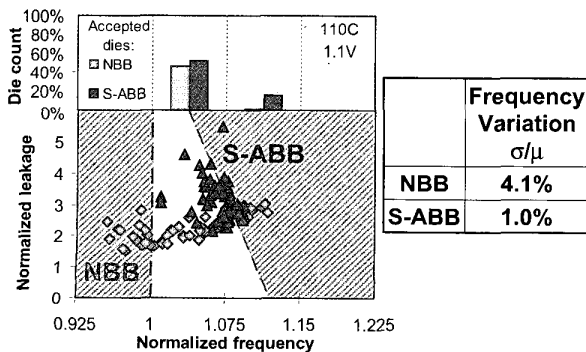 100%
80%
60%
40%
20%
0%
Die count
Accepted
dies:
NBB
S-ABB
110C
1.1V
5
4
3
2
1
0
Normalized leakage
S-ABB
NBB
0.925
1
1.075
1.15
1.225
Normalized frequency
Frequency
Variation
σ/μ
NBB 4.1%
S-ABB 1.0%